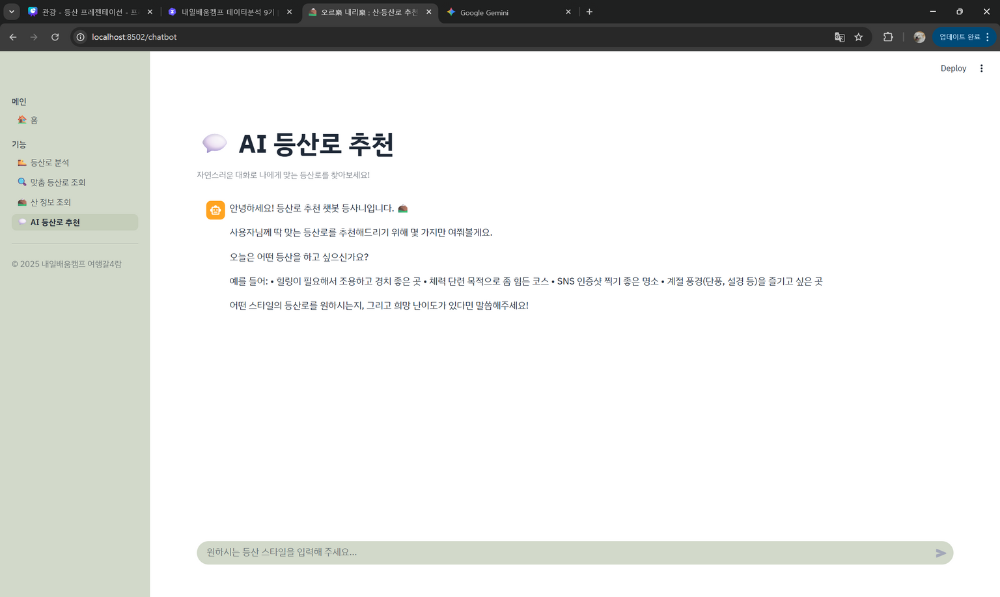 관광 - 등산 프레젠테이션 - 프
내일배움캠프 데이터분석 9기
오르樂 내리樂 : 산·등산로 추천
Google Gemini
localhost:8502/chatbot
업데이트 완료
Deploy
메인
홈
기능
등산로 분석
맞춤 등산로 조회
산 정보 조회
AI 등산로 추천
© 2025 내일배움캠프 여행갈4람
AI 등산로 추천
자연스러운 대화로 나에게 맞는 등산로를 찾아보세요!
안녕하세요! 등산로 추천 챗봇 등사니입니다.
사용자님께 딱 맞는 등산로를 추천해드리기 위해 몇 가지만 여쭤볼게요.
오늘은 어떤 등산을 하고 싶으신가요?
예를 들어: • 힐링이 필요해서 조용하고 경치 좋은 곳 • 체력 단련 목적으로 좀 힘든 코스 • SNS 인증샷 찍기 좋은 명소 • 계절 풍경(단풍, 설경 등)을 즐기고 싶은 곳
어떤 스타일의 등산로를 원하시는지, 그리고 희망 난이도가 있다면 말씀해주세요!
원하시는 등산 스타일을 입력해 주세요...